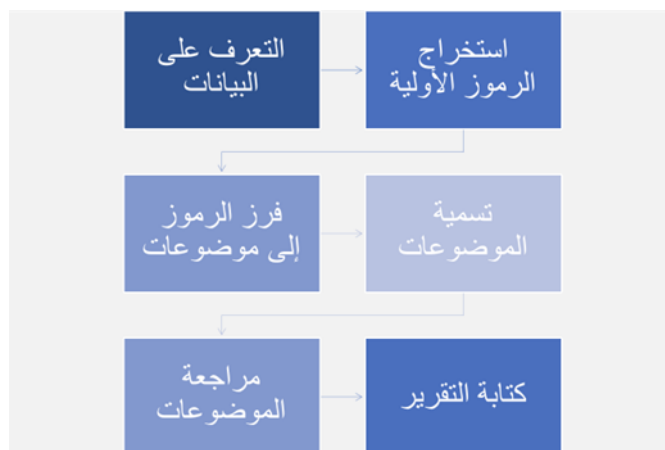 التعرف على
البيانات
استخراج
الرموز الأولية
فرز الرموز
إلى موضوعات
تسمية
الموضوعات
مراجعة
الموضوعات
كتابة التقرير